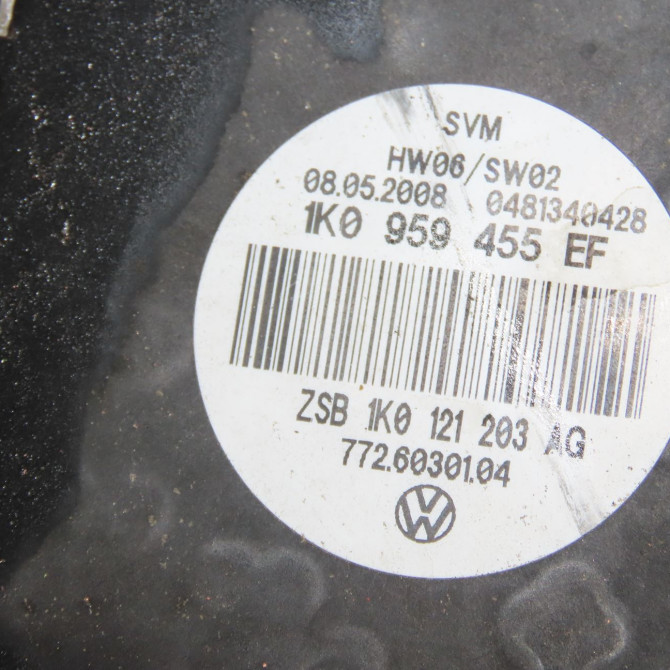 SVM
HW06/SW02
08.05.2008 0481340428
1K0 959 455 EF
ZSB 1K0 121 203 AG
772.60301.04
VW